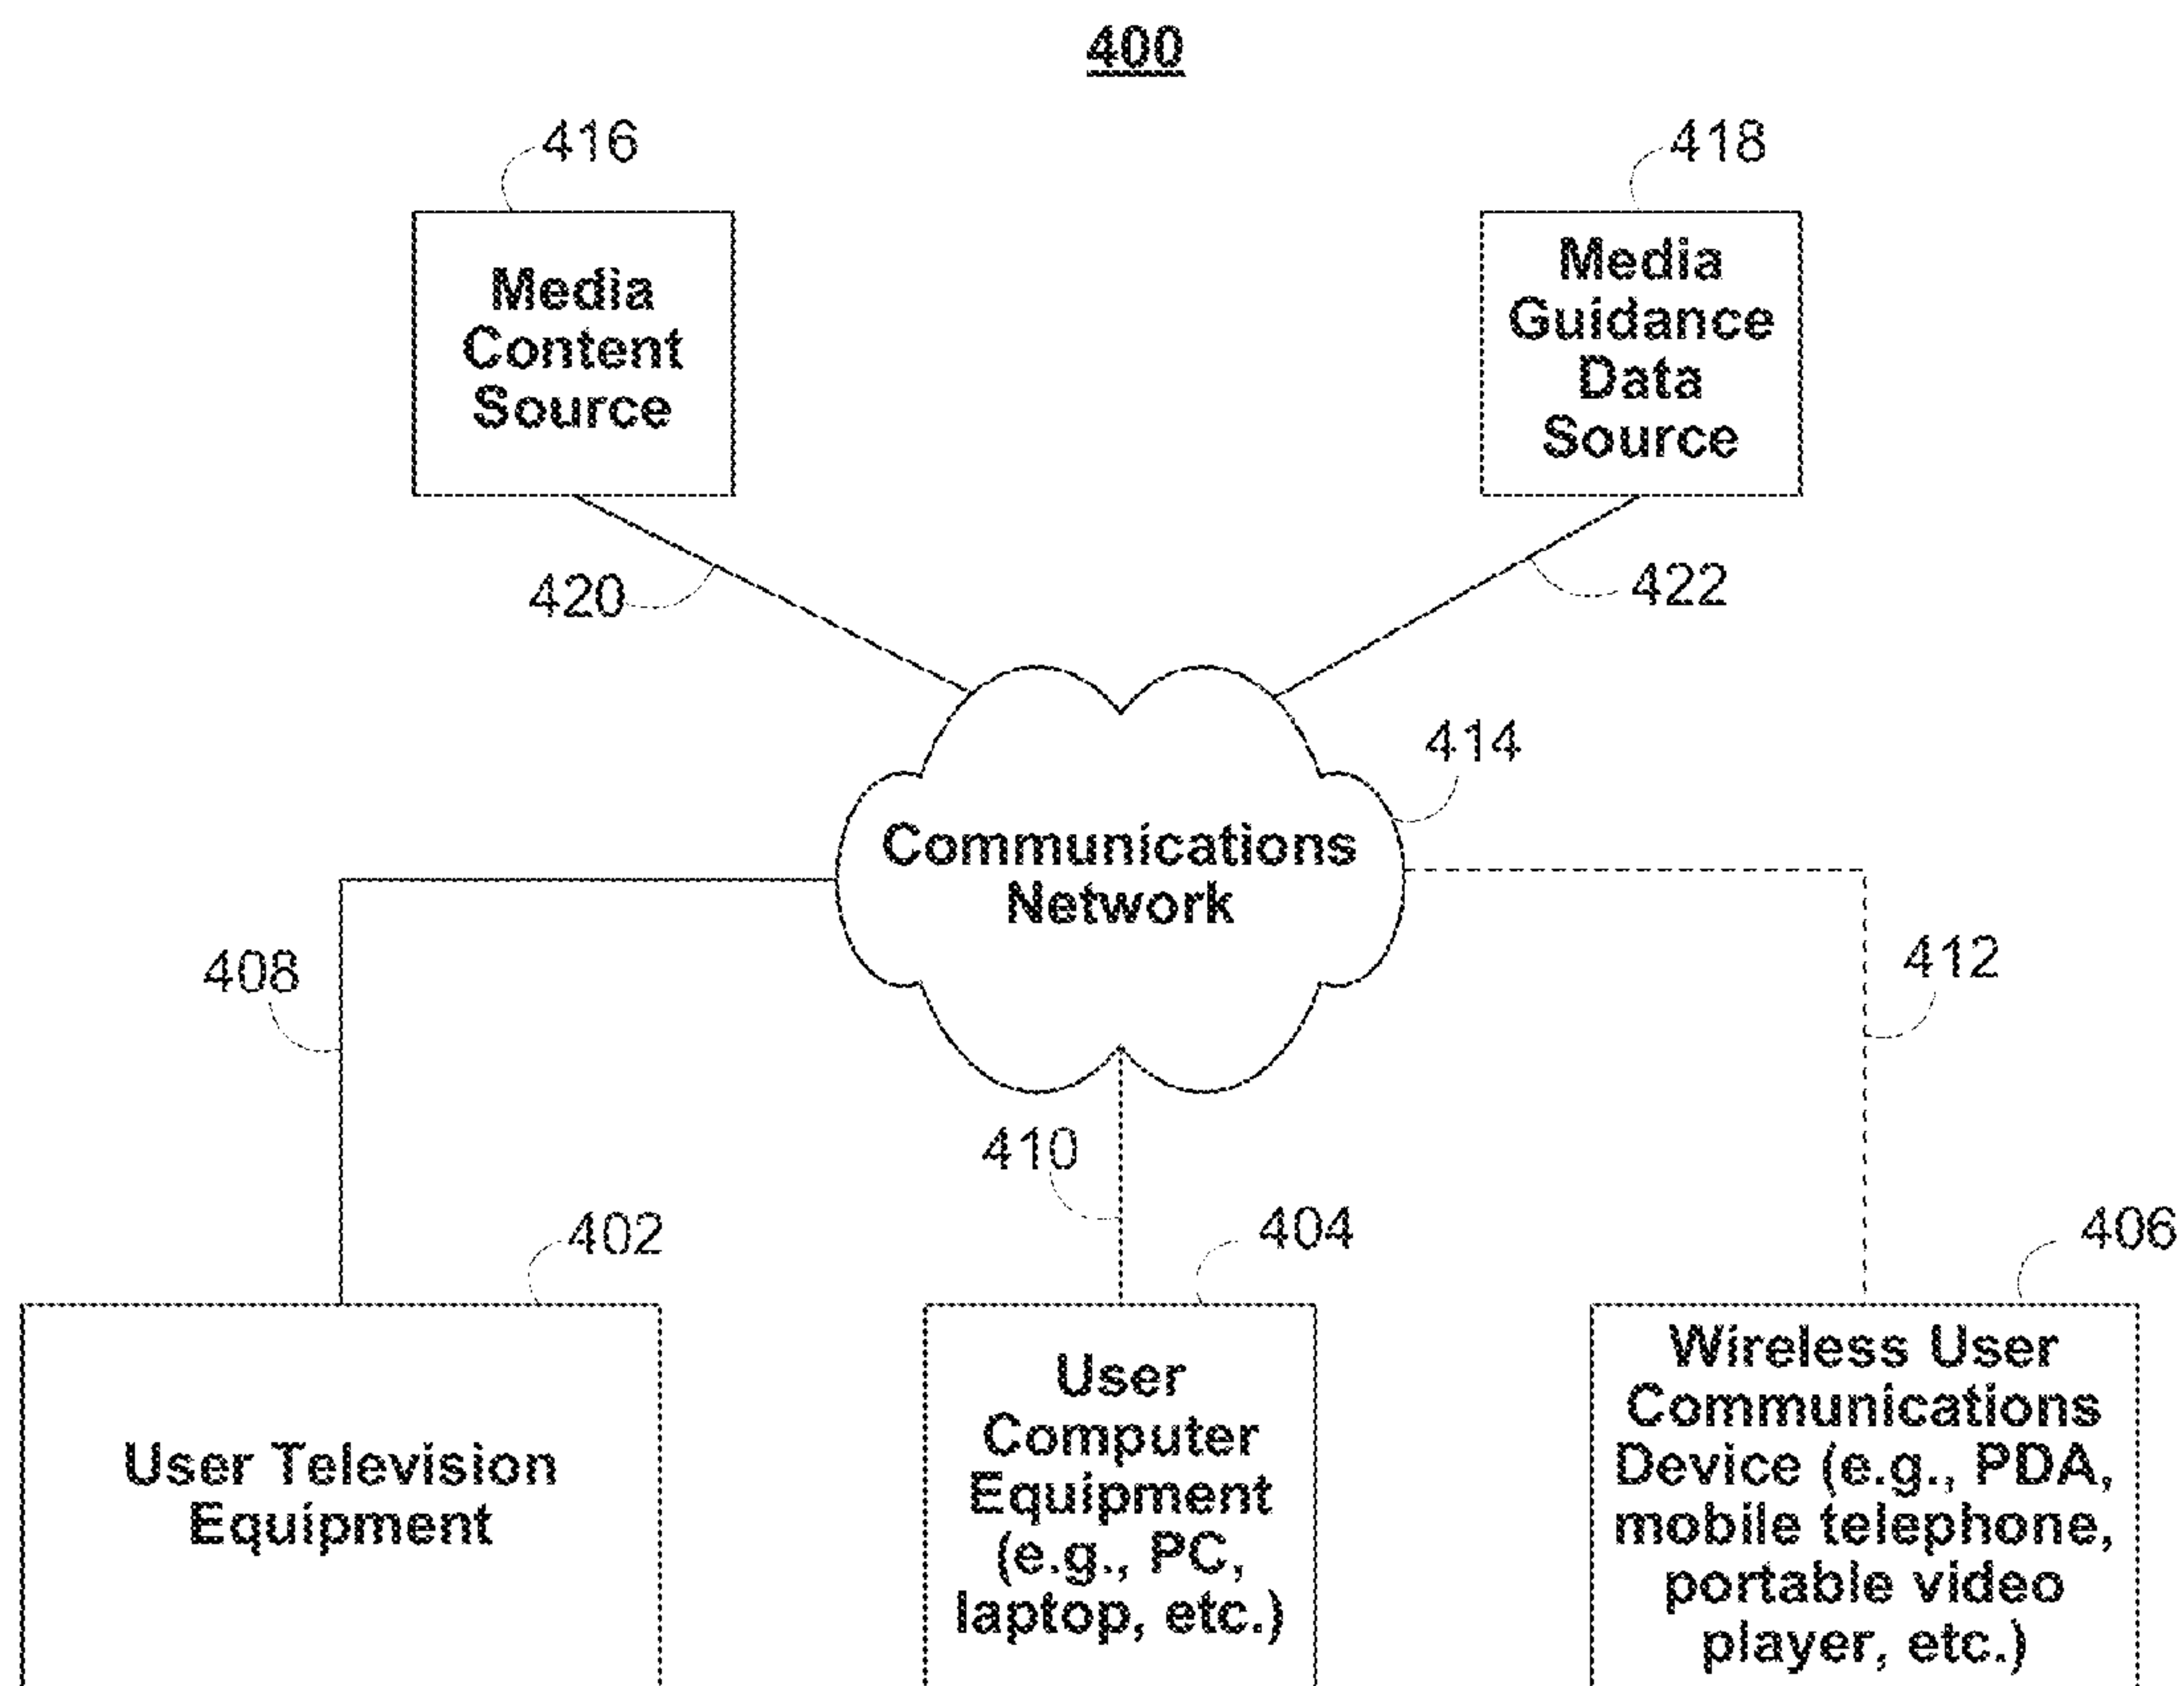 400
416
418
Media
Content
Source
Media
Guidance
Data
Source
420
422
414
Communications
Network
408
412
410
402
404
406
User Television
Equipment
User
Computer
Equipment
(e.g., PC,
laptop, etc.)
Wireless User
Communications
Device (e.g., PDA,
mobile telephone,
portable video
player, etc.)